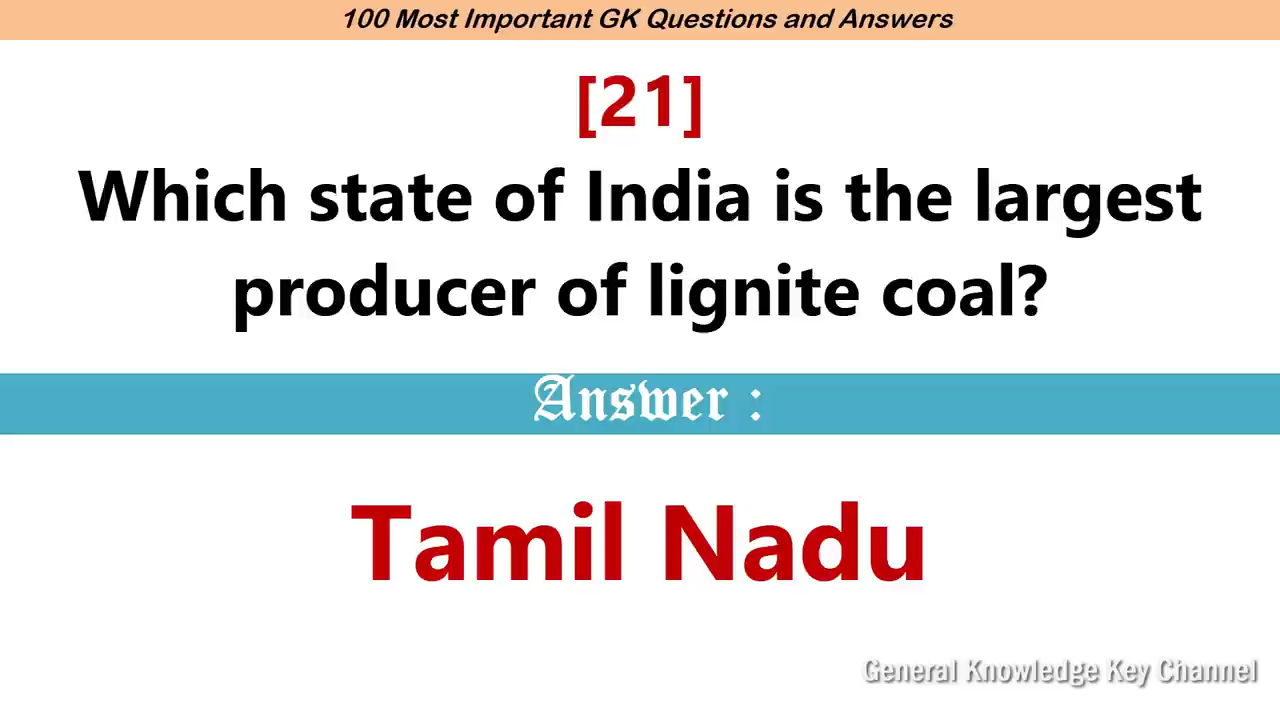 100 Most Important GK Questions and Answers
[21]
Which state of India is the largest
producer of lignite coal?
Answer :
Tamil Nadu
General Knowledge Key Channel